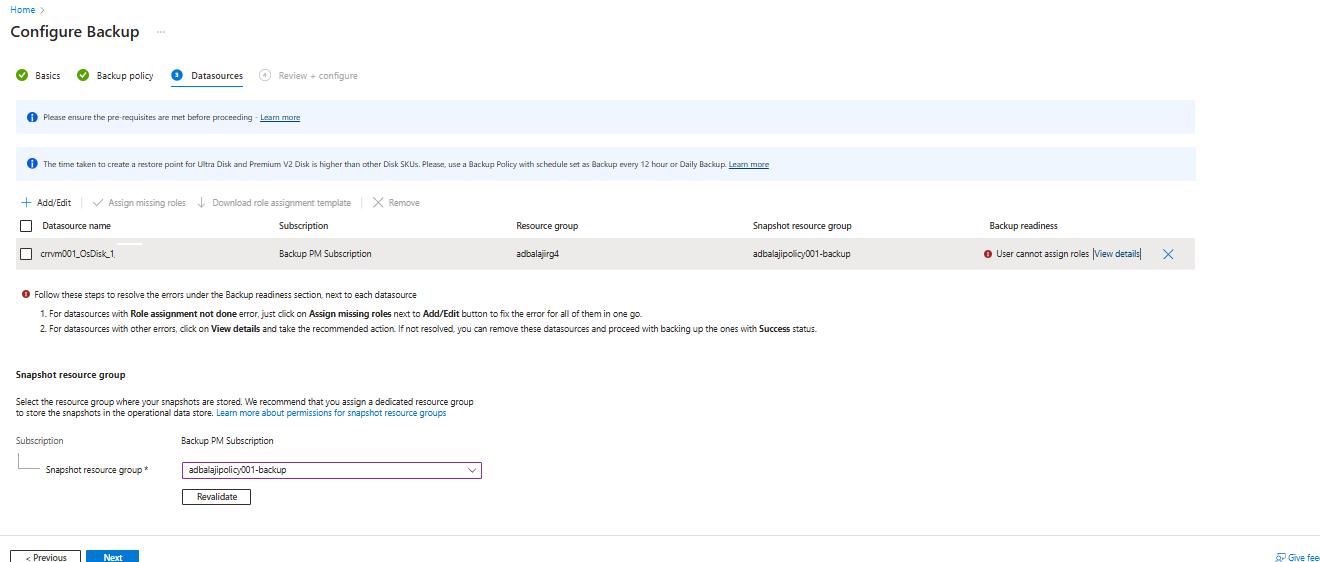 Home
Configure Backup ...
Basics Backup policy 3 Datasources 4 Review + configure
Please ensure the pre-requisites are met before proceeding - Learn more
The time taken to create a restore point for Ultra Disk and Premium V2 Disk is higher than other Disk SKUs. Please, use a Backup Policy with schedule set as Backup every 12 hour or Daily Backup. Learn more
Add/Edit Assign missing roles Download role assignment template Remove
Datasource name Subscription Resource group Snapshot resource group Backup readiness
crrvm001_OsDisk_1 Backup PM Subscription adbalajirg4 adbalajipolicy001-backup User cannot assign roles View details
Follow these steps to resolve the errors under the Backup readiness section, next to each datasource
1. For datasources with Role assignment not done error, just click on Assign missing roles next to Add/Edit button to fix the error for all of them in one go.
2. For datasources with other errors, click on View details and take the recommended action. If not resolved, you can remove these datasources and proceed with backing up the ones with Success status.
Snapshot resource group
Select the resource group where your snapshots are stored. We recommend that you assign a dedicated resource group
to store the snapshots in the operational data store. Learn more about permissions for snapshot resource groups
Subscription Backup PM Subscription
Snapshot resource group * adbalajipolicy001-backup
Revalidate
< Previous Next Give fee